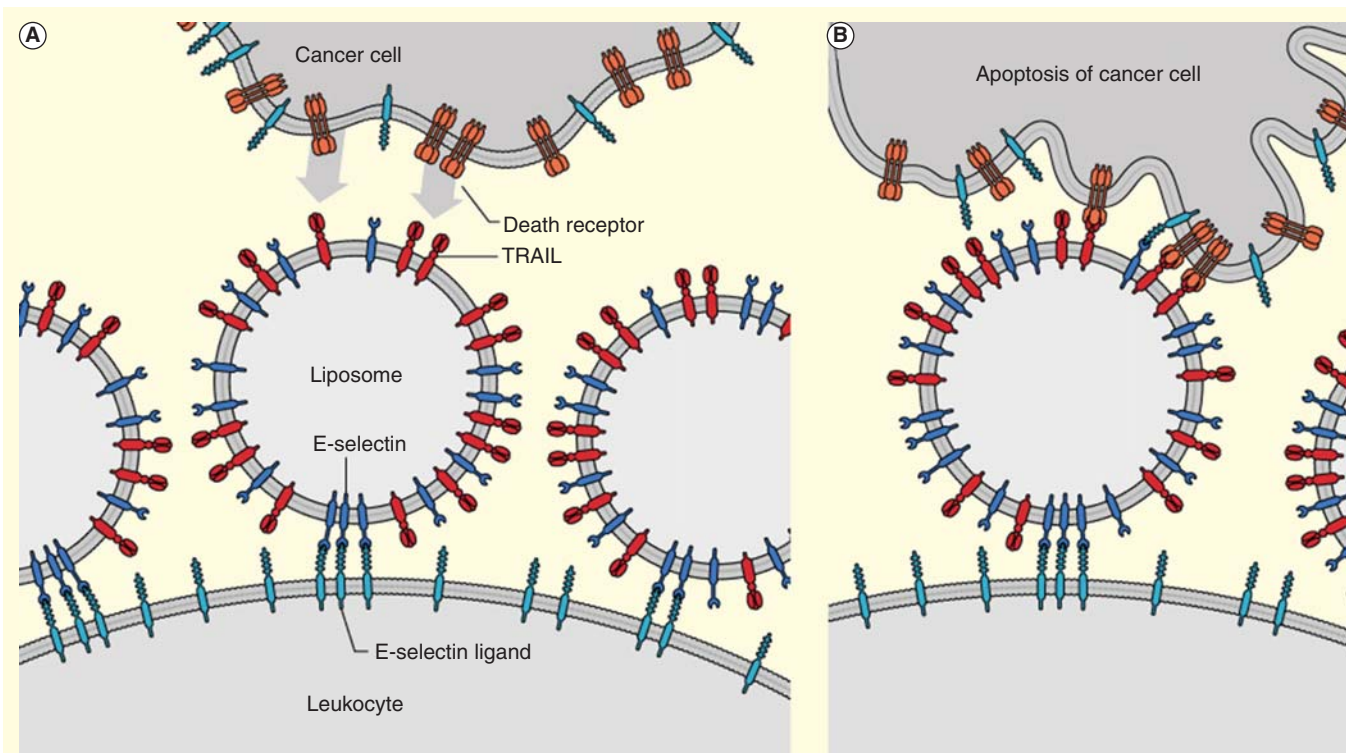 A
Cancer cell
Death receptor
TRAIL
Liposome
E-selectin
E-selectin ligand
Leukocyte
B
Apoptosis of cancer cell